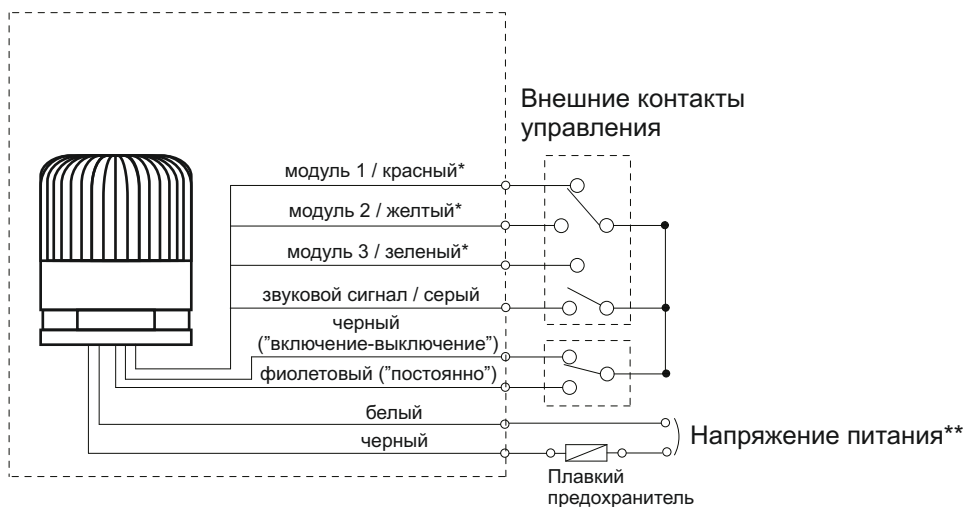 Внешние контакты
управления
модуль 1 / красный*
модуль 2 / желтый*
модуль 3 / зеленый*
звуковой сигнал / серый
черный
(”включение-выключение”)
фиолетовый (”постоянно”)
белый
черный
Напряжение питания**
Плавкий
предохранитель